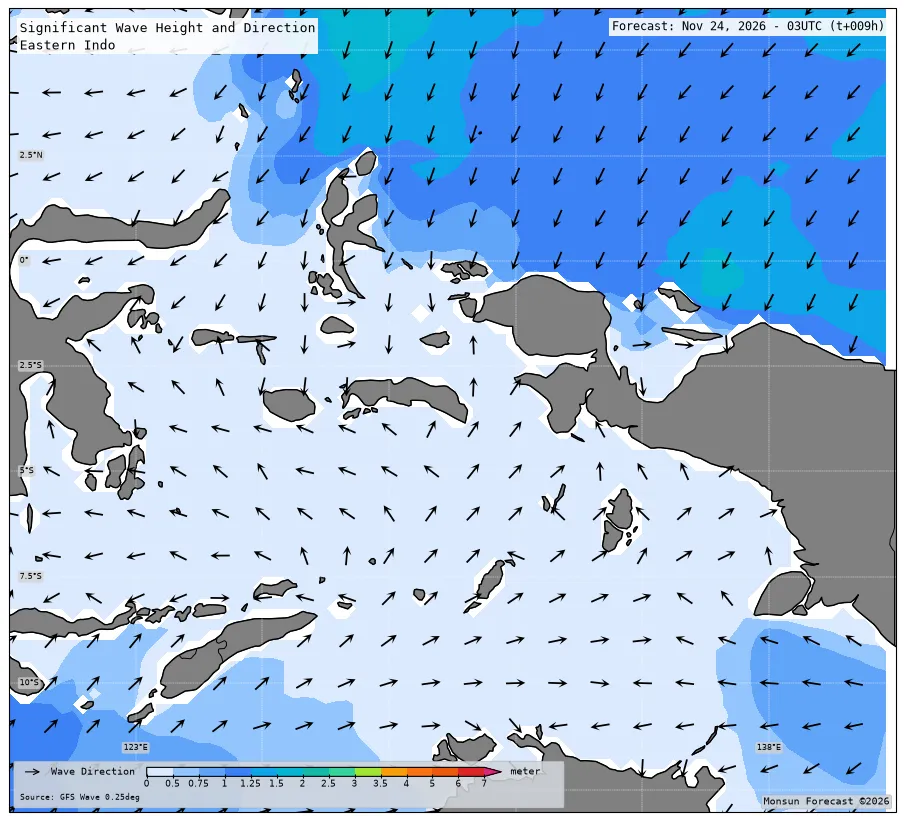 Significant Wave Height and Direction
Eastern Indo
Forecast: Nov 24, 2026 - 03UTC (t+009h)
2.5°N
0°
2.5°S
5°S
7.5°S
10°S
123°E
138°E
Wave Direction
meter
0 0.5 0.75 1 1.25 1.5 2 2.5 3 3.5 4 5 6 7
Source: GFS Wave 0.25deg
Monsun Forecast ©2026